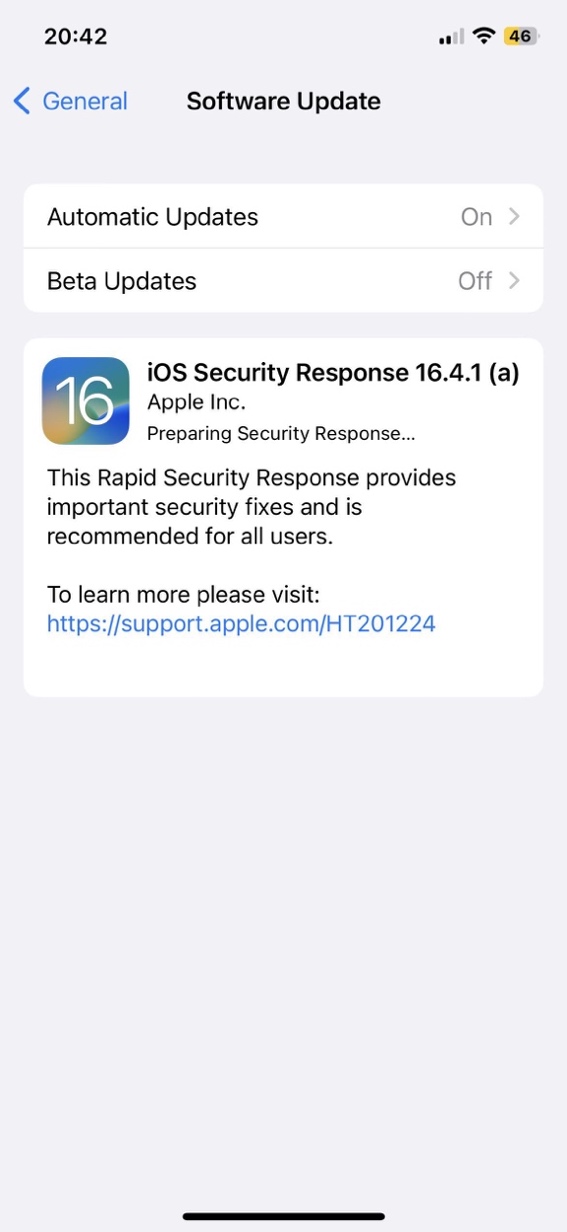 20:42
46
General
Software Update
Automatic Updates On
Beta Updates Off
16
iOS Security Response 16.4.1 (a)
Apple Inc.
Preparing Security Response...
This Rapid Security Response provides
important security fixes and is
recommended for all users.
To learn more please visit:
https://support.apple.com/HT201224